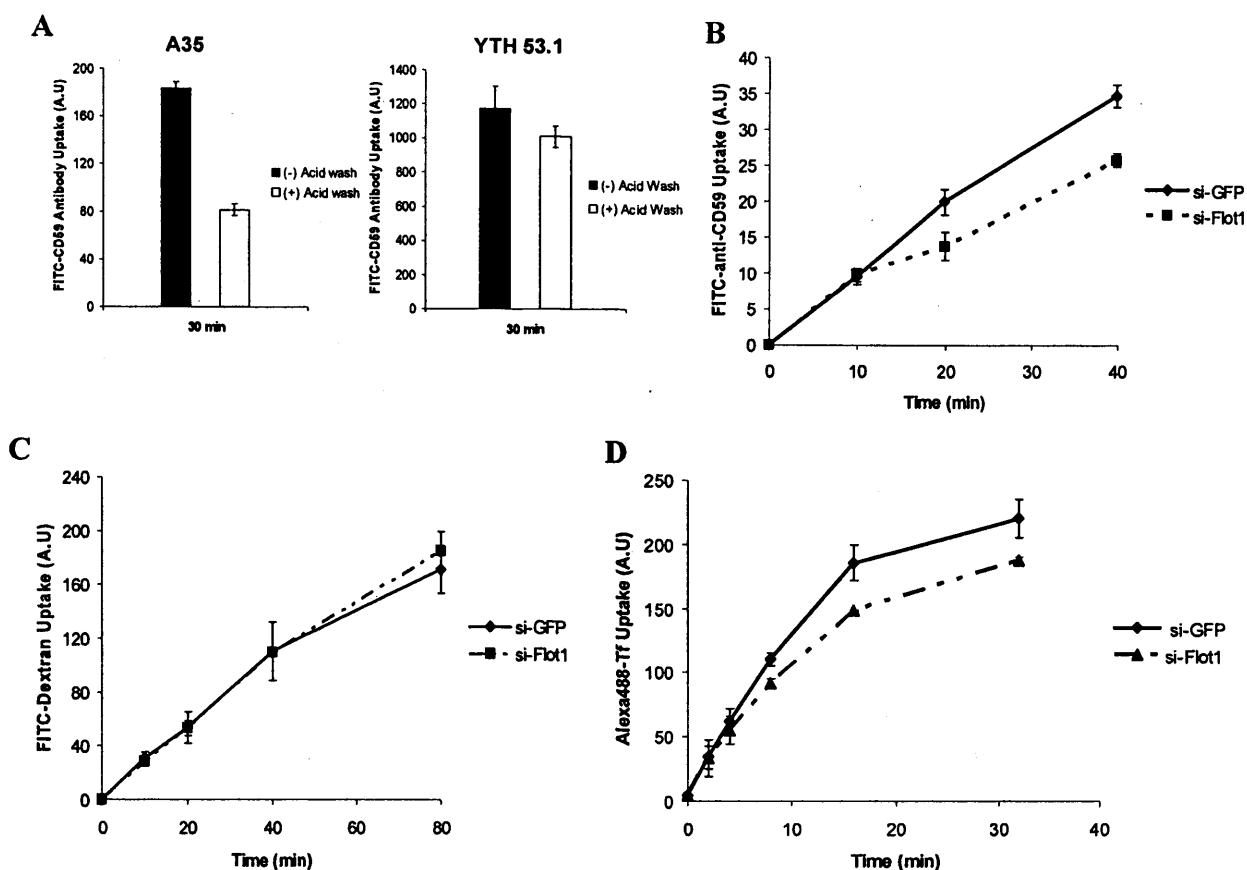 A
A35
FITC-CD59 Antibody Uptake (A.U)
200
160
120
80
40
0
30 min
(-) Acid wash
(+) Acid wash
YTH 53.1
FITC-CD59 Antibody Uptake (A.U)
1400
1200
1000
800
600
400
200
0
30 min
(-) Acid Wash
(+) Acid Wash
B
FITC-anti-CD59 Uptake (A.U)
40
35
30
25
20
15
10
5
0
0 10 20 30 40
Time (min)
si-GFP
si-Flot1
C
FITC-Dextran Uptake (A.U)
240
200
160
120
80
40
0
0 20 40 60 80
Time (min)
si-GFP
si-Flot1
D
Alexa488-Tf Uptake (A.U)
250
200
150
100
50
0
0 10 20 30 40
Time (min)
si-GFP
si-Flot1